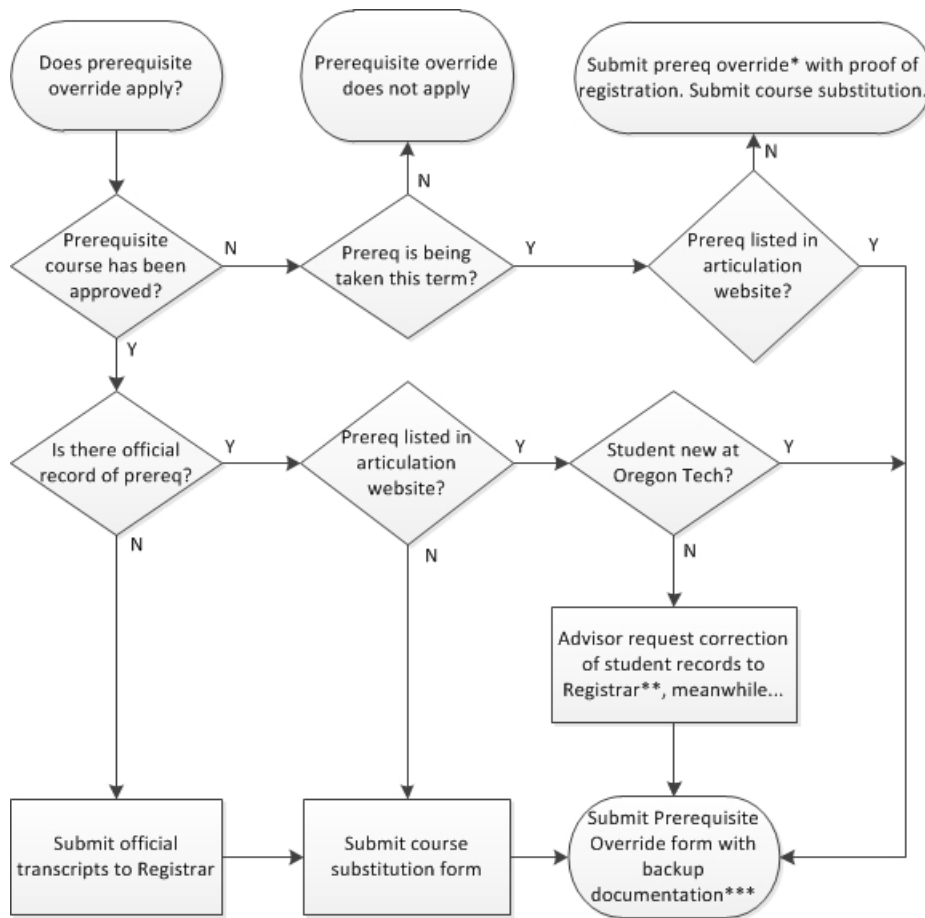 Does prerequisite
override apply?
Prerequisite override
does not apply
Submit prereq override* with proof of
registration. Submit course substitution.
N
N
Prerequisite
course has been
approved?
N
Prereq is being
taken this term?
Y
Prereq listed in
articulation
website?
Y
Y
Is there official
record of prereq?
Y
Prereq listed in
articulation
website?
Y
Student new at
Oregon Tech?
Y
N
N
N
Advisor request correction
of student records to
Registrar**, meanwhile...
Submit official
transcripts to Registrar
Submit course
substitution form
Submit Prerequisite
Override form with
backup
documentation***